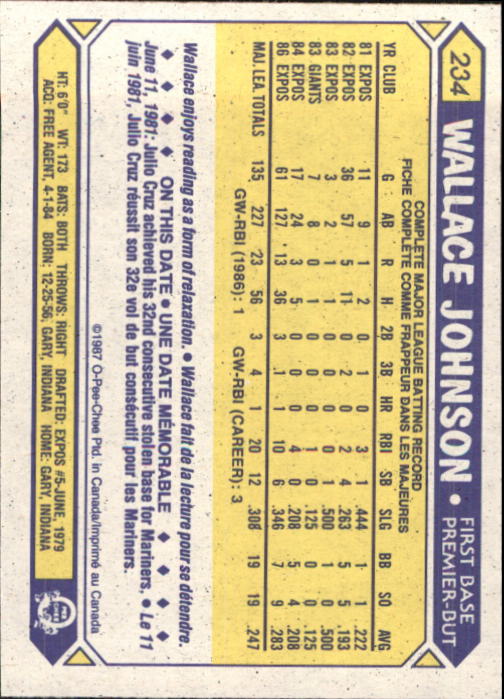 234 WALLACE JOHNSON • FIRST BASE
PREMIER-BUT
COMPLETE MAJOR LEAGUE BATTING RECORD
FICHE COMPLÈTE COMME FRAPPEUR DANS LES MAJEURES
YR CLUB G AB R H 2B 3B HR RBI SB SLG BB SO AVG
81 EXPOS 11 9 1 2 0 1 0 3 1 .444 1 1 .222
82 EXPOS 36 57 5 11 0 2 0 2 4 .263 5 5 .193
83 EXPOS 3 2 1 1 0 0 0 0 1 .500 1 0 .500
83 GIANTS 7 8 0 1 0 0 0 1 0 .125 0 0 .125
84 EXPOS 17 24 3 5 0 0 0 4 0 .208 5 4 .208
86 EXPOS 61 127 13 36 3 1 1 10 6 .346 7 9 .283
MAJ. LEA. TOTALS 135 227 23 56 3 4 1 20 12 .308 19 19 .247
GW-RBI (1986): 1 GW-RBI (CAREER): 3
Wallace enjoys reading as a form of relaxation. • Wallace fait de la lecture pour se détendre.
♦ ♦ ♦ ♦ ON THIS DATE • UNE DATE MÉMORABLE ♦ ♦ ♦ ♦
June 11, 1981: Julio Cruz achieved his 32nd consecutive stolen base for Mariners. • Le 11
juin 1981, Julio Cruz réussit son 32e vol de but consécutif pour les Mariners.
©1987 O-Pee-Chee Ptd. in Canada/Imprimé au Canada
HT: 6'0" WT: 173 BATS: BOTH THROWS: RIGHT DRAFTED: EXPOS #5-JUNE 1979
ACQ: FREE AGENT, 4-1-84 BORN: 12-25-56, GARY, INDIANA HOME: GARY, INDIANA
O
PEE
CHEE